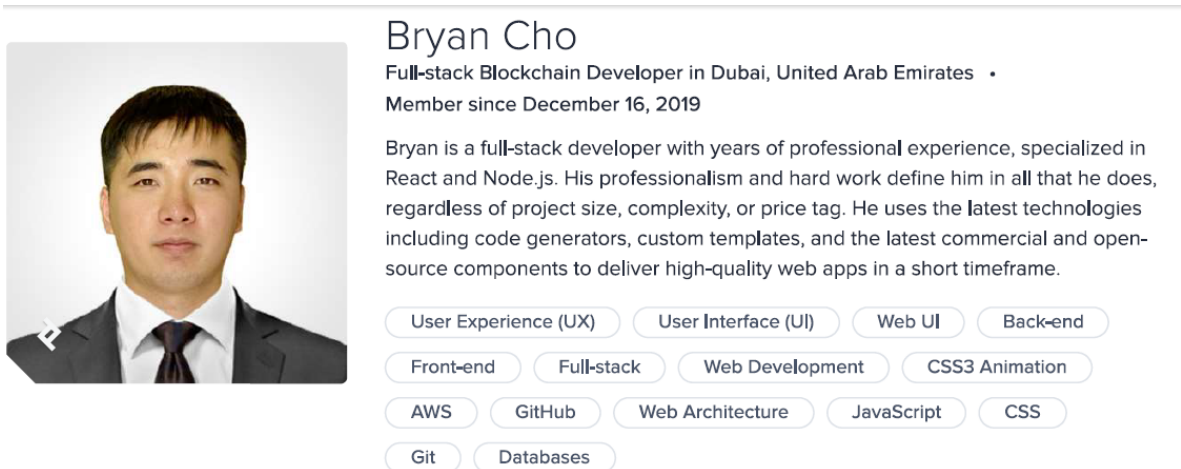 Bryan Cho
Full-stack Blockchain Developer in Dubai, United Arab Emirates •
Member since December 16, 2019
Bryan is a full-stack developer with years of professional experience, specialized in
React and Node.js. His professionalism and hard work define him in all that he does,
regardless of project size, complexity, or price tag. He uses the latest technologies
including code generators, custom templates, and the latest commercial and open-
source components to deliver high-quality web apps in a short timeframe.
User Experience (UX) User Interface (UI) Web UI Back-end
Front-end Full-stack Web Development CSS3 Animation
AWS GitHub Web Architecture JavaScript CSS
Git Databases